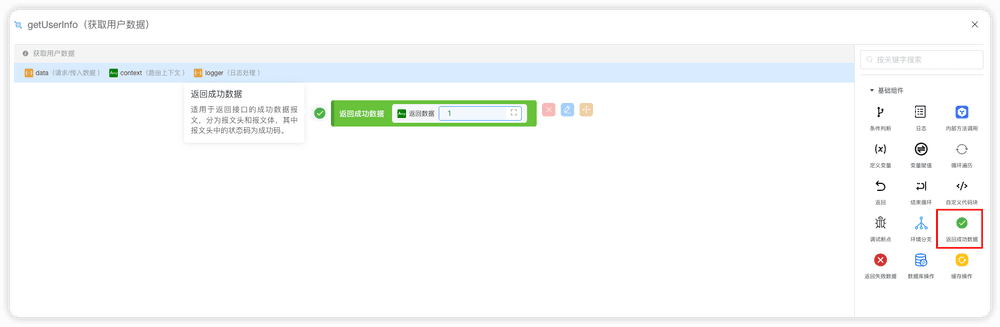 getUserInfo（获取用户数据）
获取用户数据
data（请求/传入数据） Any context（路由上下文） logger（日志处理）
返回成功数据
适用于返回接口的成功数据报
文，分为报文头和报文体，其中
报文头中的状态码为成功码。
返回成功数据 Any 返回数据 1
按关键字搜索
基础组件
条件判断 日志 内部方法调用
定义变量 变量赋值 循环遍历
返回 结束循环 自定义代码块
调试断点 环境分支 返回成功数据
返回失败数据 数据库操作 缓存操作